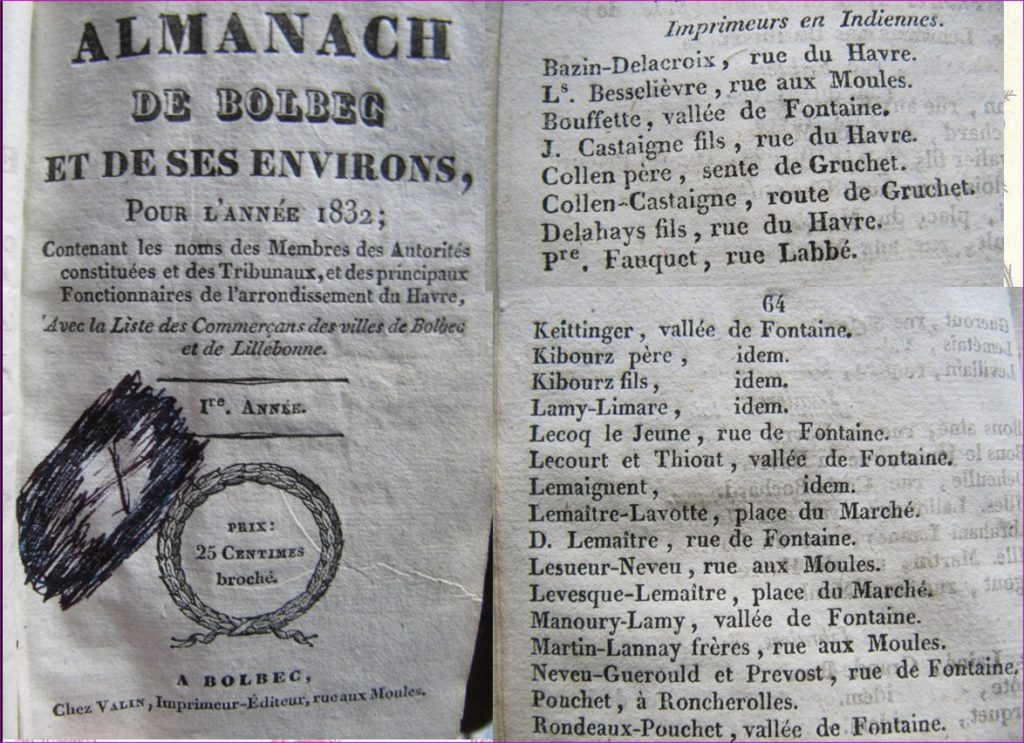 ALMANACH
DE BOLBEC
ET DE SES ENVIRONS,
POUR L'ANNÉE 1832;
Contenant les noms des Membres des Autorités
constituées et des Tribunaux, et des principaux
Fonctionnaires de l'arrondissement du Havre,
Avec la Liste des Commerçans des villes de Bolbec
et de Lillebonne.
Ire. ANNÉE.
PRIX:
25 CENTIMES
broché.
A BOLBEC,
Chez VALIN, Imprimeur-Éditeur, rue aux Moules.
Imprimeurs en Indiennes.
Bazin-Delacroix, rue du Havre.
Ls. Besselièvre, rue aux Moules.
Bouffette, vallée de Fontaine.
J. Castaigne fils, rue du Havre.
Collen père, sente de Gruchet.
Collen-Castaigne, route de Gruchet.
Delahays fils, rue du Havre.
Pre. Fauquet, rue Labbé.
64
Keittinger, vallée de Fontaine.
Kibourz père, idem.
Kibourz fils, idem.
Lamy-Limare, idem.
Lecoq le Jeune, rue de Fontaine.
Lecourt et Thiout, vallée de Fontaine.
Lemaignent, idem.
Lemaître-Lavotte, place du Marché.
D. Lemaître, rue de Fontaine.
Lesueur-Neveu, rue aux Moules.
Levesque-Lemaître, place du Marché.
Manoury-Lamy, vallée de Fontaine.
Martin-Lannay frères, rue aux Moules.
Neveu-Guerould et Prevost, rue de Fontaine.
Pouchet, à Roncherolles.
Rondeaux-Pouchet, vallée de Fontaine.